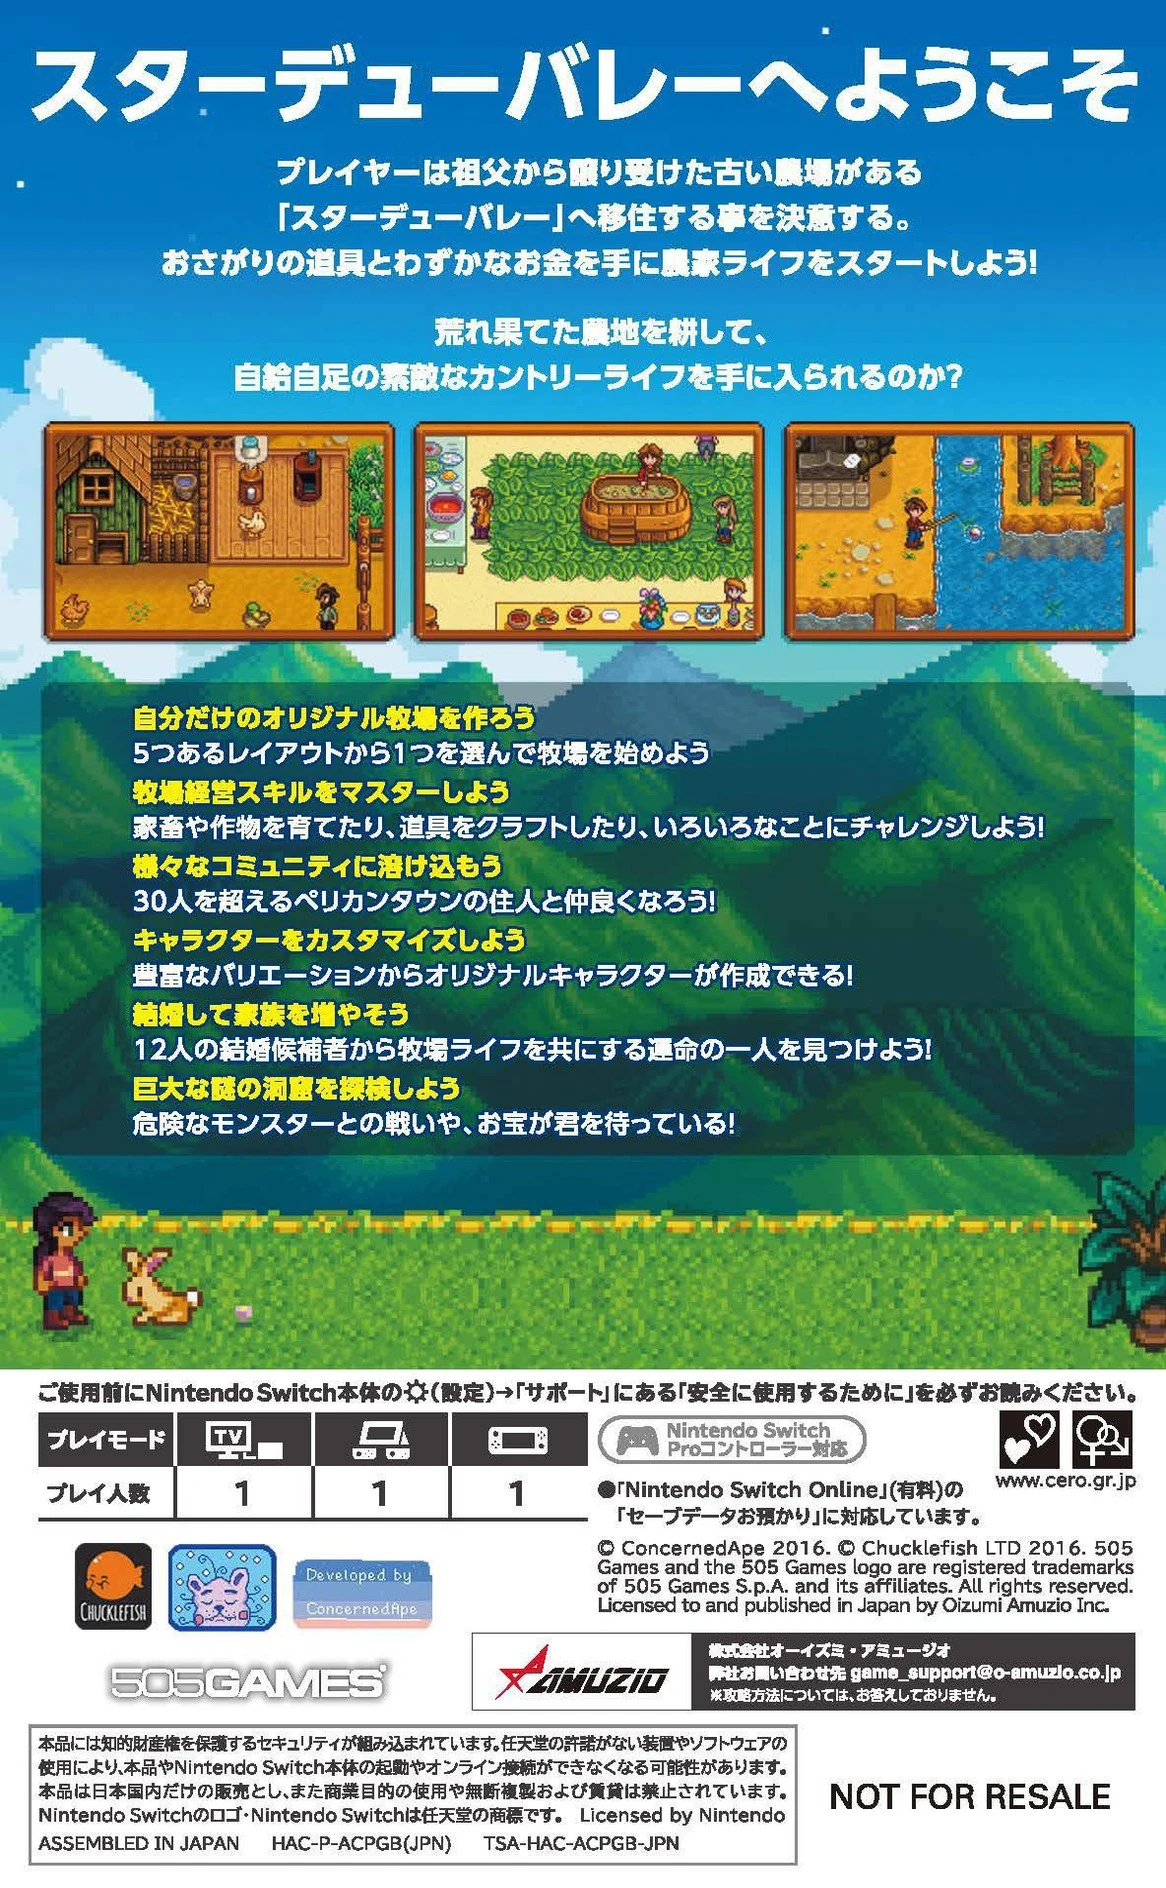 スターデューバレーへようこそ
プレイヤーは祖父から譲り受けた古い農場がある
「スターデューバレー」へ移住する事を決意する。
おさがりの道具とわずかなお金を手に農家ライフをスタートしよう!
荒れ果てた農地を耕して、
自給自足の素敵なカントリーライフを手に入られるのか?
自分だけのオリジナル牧場を作ろう
5つあるレイアウトから1つを選んで牧場を始めよう
牧場経営スキルをマスターしよう
家畜や作物を育てたり、道具をクラフトしたり、いろいろなことにチャレンジしよう!
様々なコミュニティに溶け込もう
30人を超えるペリカンタウンの住人と仲良くなろう!
キャラクターをカスタマイズしよう
豊富なバリエーションからオリジナルキャラクターが作成できる!
結婚して家族を増やそう
12人の結婚候補者から牧場ライフを共にする運命の一人を見つけよう!
巨大な謎の洞窟を探検しよう
危険なモンスターとの戦いや、お宝が君を待っている!
ご使用前にNintendo Switch本体の(設定)→「サポート」にある「安全に使用するために」を必ずお読みください。
プレイモード TV
プレイ人数 1 1 1
Nintendo Switch
Proコントローラー対応
www.cero.gr.jp
●「Nintendo Switch Online」(有料)の
「セーブデータお預かり」に対応しています。
© ConcernedApe 2016. © Chucklefish LTD 2016. 505
Games and the 505 Games logo are registered trademarks
of 505 Games S.p.A. and its affiliates. All rights reserved.
Licensed to and published in Japan by Oizumi Amuzio Inc.
CHUCKLEFISH
Developed by
ConcernedApe
505GAMES
AMUZIO
株式会社オーイズミ・アミュージオ
弊社お問い合わせ先 game_support@o-amuzio.co.jp
※攻略方法については、お答えしておりません。
本品には知的財産権を保護するセキュリティが組み込まれています。任天堂の許諾がない装置やソフトウェアの
使用により、本品やNintendo Switch本体の起動やオンライン接続ができなくなる可能性があります。
本品は日本国内だけの販売とし、また商業目的の使用や無断複製および賃貸は禁止されています。
Nintendo Switchのロゴ・Nintendo Switchは任天堂の商標です。 Licensed by Nintendo
ASSEMBLED IN JAPAN HAC-P-ACPGB(JPN) TSA-HAC-ACPGB-JPN
NOT FOR RESALE